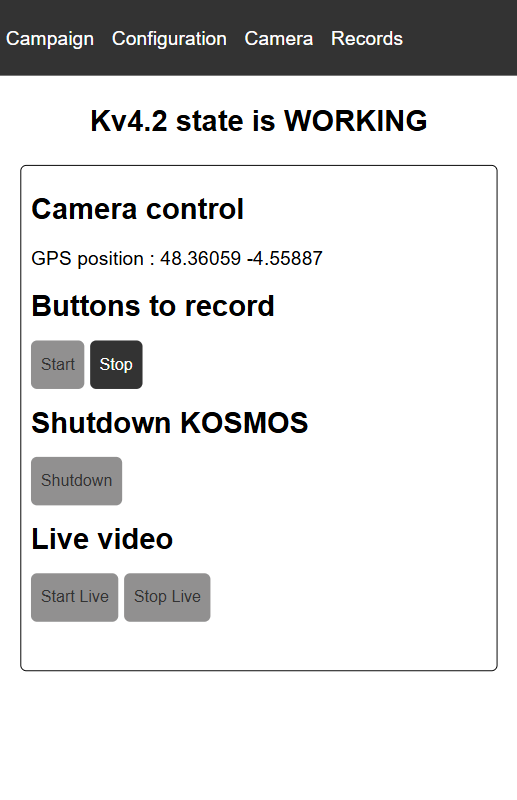 Campaign Configuration Camera Records
Kv4.2 state is WORKING
Camera control
GPS position : 48.36059 -4.55887
Buttons to record
Start Stop
Shutdown KOSMOS
Shutdown
Live video
Start Live Stop Live